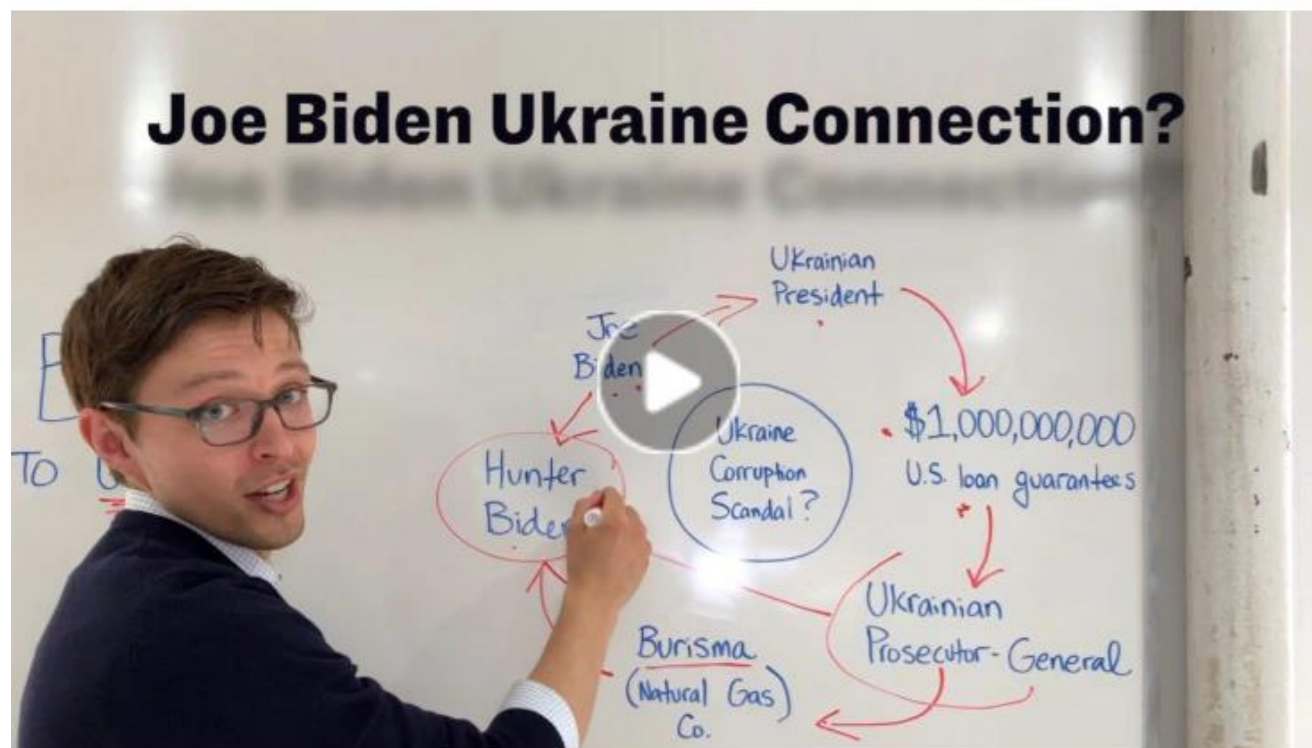 Joe Biden Ukraine Connection?
Ukrainian
President
Joe
Biden
$1,000,000,000
U.S. loan guarantees
Ukraine
Corruption
Scandal?
Hunter
Biden
TO
Ukrainian
Prosecutor-General
Burisma
(Natural Gas)
Co.